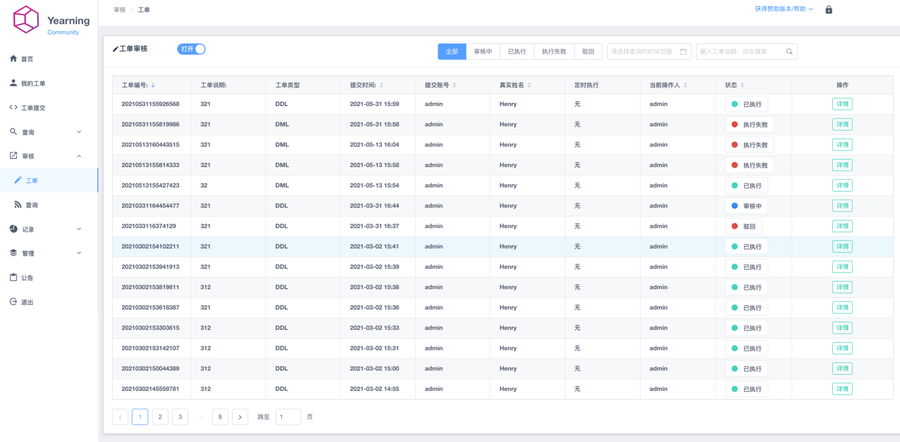 Yearning
Community
首页
我的工单
工单提交
查询
审核
工单
查询
记录
管理
公告
退出
审核 / 工单
获得赞助版本/帮助
工单审核 打开 全部 审核中 已执行 执行失败 驳回 请选择查询的时间范围 输入工单说明，回车搜索
工单编号: 工单说明: 工单类型 提交时间: 提交账号 真实姓名 定时执行 当前操作人 状态 操作
20210531155926568 321 DDL 2021-05-31 15:59 admin Henry 无 admin 已执行 详情
20210531155819986 321 DML 2021-05-31 15:58 admin Henry 无 admin 执行失败 详情
20210513160443515 321 DML 2021-05-13 16:04 admin Henry 无 admin 执行失败 详情
20210513155814333 321 DML 2021-05-13 15:58 admin Henry 无 admin 执行失败 详情
20210513155427423 32 DML 2021-05-13 15:54 admin Henry 无 admin 已执行 详情
20210331164454477 321 DDL 2021-03-31 16:44 admin Henry 无 admin 审核中 详情
2021033116374129 321 DDL 2021-03-31 16:37 admin Henry 无 admin 驳回 详情
20210302154102211 321 DDL 2021-03-02 15:41 admin Henry 无 admin 已执行 详情
20210302153941913 321 DDL 2021-03-02 15:39 admin Henry 无 admin 已执行 详情
20210302153819811 312 DDL 2021-03-02 15:38 admin Henry 无 admin 已执行 详情
20210302153618387 321 DDL 2021-03-02 15:36 admin Henry 无 admin 已执行 详情
20210302153303615 312 DDL 2021-03-02 15:33 admin Henry 无 admin 已执行 详情
20210302153142107 312 DDL 2021-03-02 15:31 admin Henry 无 admin 已执行 详情
20210302150044389 312 DDL 2021-03-02 15:00 admin Henry 无 admin 已执行 详情
20210302145559781 312 DDL 2021-03-02 14:55 admin Henry 无 admin 已执行 详情
1 2 3 ··· 8 跳至 1 页